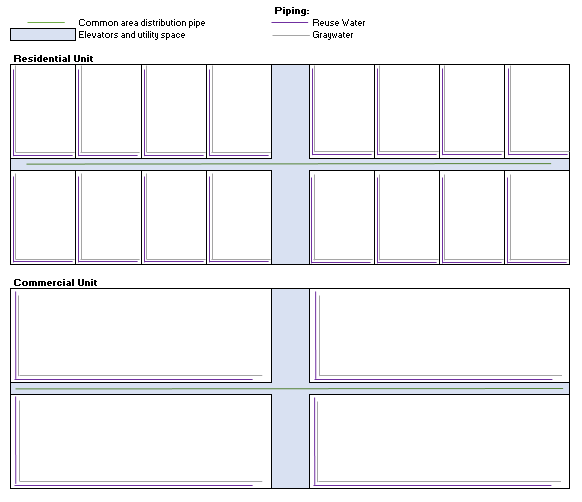 Piping:
Common area distribution pipe
Reuse Water
Elevators and utility space
Graywater
Residential Unit
Commercial Unit